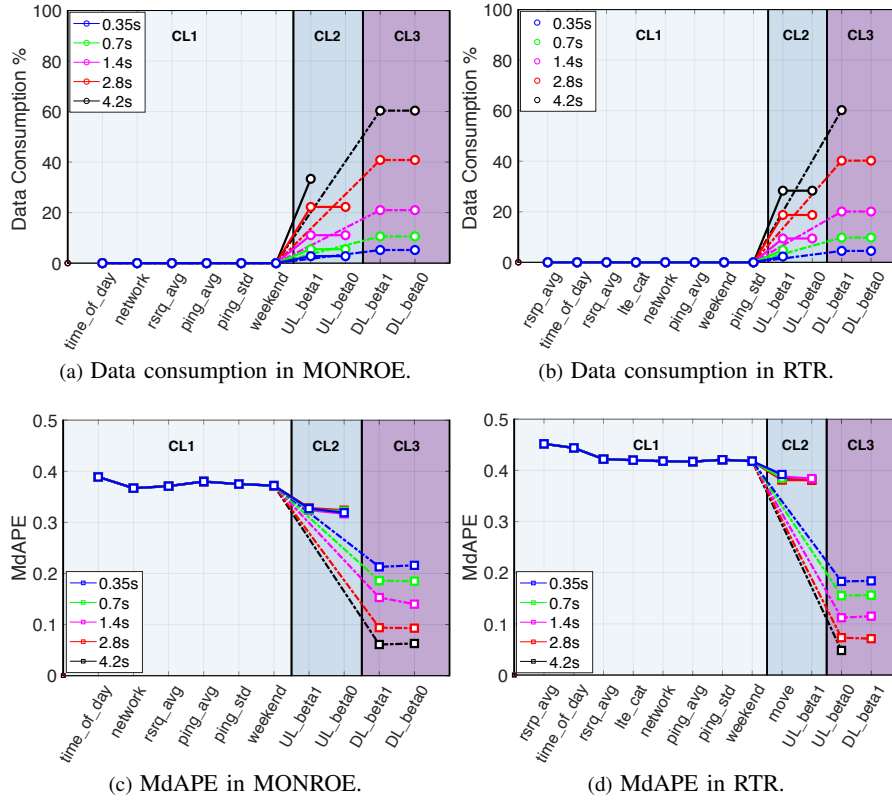 100
80
60
40
20
0
Data Consumption %
0.35s
0.7s
1.4s
2.8s
4.2s
CL1
CL2
CL3
time_of_day
network
rsrq_avg
ping_avg
ping_std
weekend
UL_beta1
UL_beta0
DL_beta1
DL_beta0
(a) Data consumption in MONROE.
100
80
60
40
20
0
Data Consumption %
0.35s
0.7s
1.4s
2.8s
4.2s
CL1
CL2
CL3
rsrp_avg
time_of_day
rsrq_avg
lte_cat
network
ping_avg
weekend
ping_std
UL_beta1
UL_beta0
DL_beta1
DL_beta0
(b) Data consumption in RTR.
0.5
0.4
0.3
0.2
0.1
0
MdAPE
CL1
CL2
CL3
0.35s
0.7s
1.4s
2.8s
4.2s
time_of_day
network
rsrq_avg
ping_avg
ping_std
weekend
UL_beta1
UL_beta0
DL_beta1
DL_beta0
(c) MdAPE in MONROE.
0.5
0.4
0.3
0.2
0.1
0
MdAPE
CL1
CL2
CL3
0.35s
0.7s
1.4s
2.8s
4.2s
rsrp_avg
time_of_day
rsrq_avg
lte_cat
network
ping_avg
ping_std
weekend
move
UL_beta1
UL_beta0
DL_beta1
(d) MdAPE in RTR.